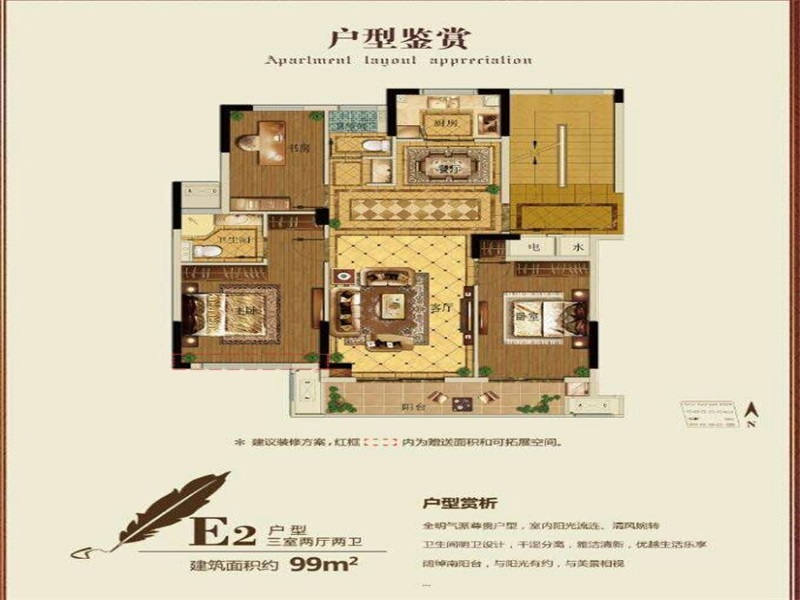 户型鉴赏
Apartment layout appreciation
厨房
卫生间
书房
餐厅
卫生间
电 水
主卧
客厅
卧室
阳台
N
※ 建议装修方案,红框 内为赠送面积和可拓展空间。
E2 户型
三室两厅两卫
建筑面积约 99m²
户型赏析
全明气派尊贵户型,室内阳光流连、清风婉转
卫生间明卫设计,干湿分离,雅洁清新,优越生活乐享
阔绰南阳台,与阳光有约,与美景相视
...